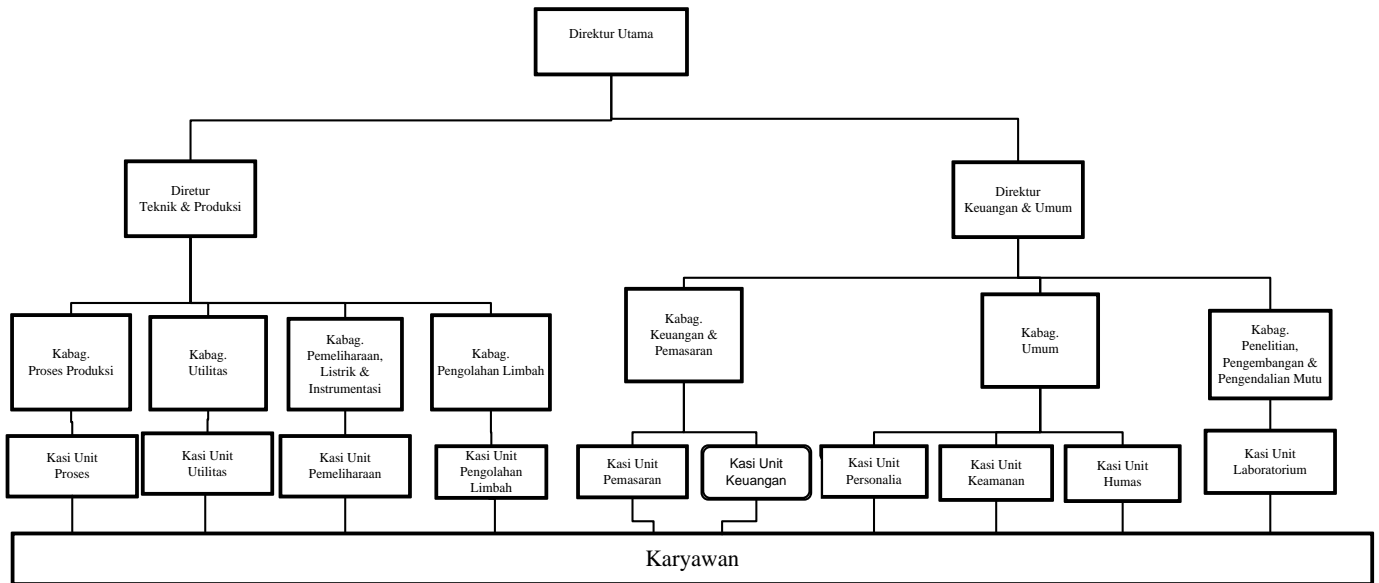 Direktur Utama
Diretur
Teknik & Produksi
Direktur
Keuangan & Umum
Kabag.
Proses Produksi
Kabag.
Utilitas
Kabag.
Pemeliharaan,
Listrik &
Instrumentasi
Kabag.
Pengolahan Limbah
Kabag.
Keuangan &
Pemasaran
Kabag.
Umum
Kabag.
Penelitian,
Pengembangan &
Pengendalian Mutu
Kasi Unit
Proses
Kasi Unit
Utilitas
Kasi Unit
Pemeliharaan
Kasi Unit
Pengolahan
Limbah
Kasi Unit
Pemasaran
Kasi Unit
Keuangan
Kasi Unit
Personalia
Kasi Unit
Keamanan
Kasi Unit
Humas
Kasi Unit
Laboratorium
Karyawan